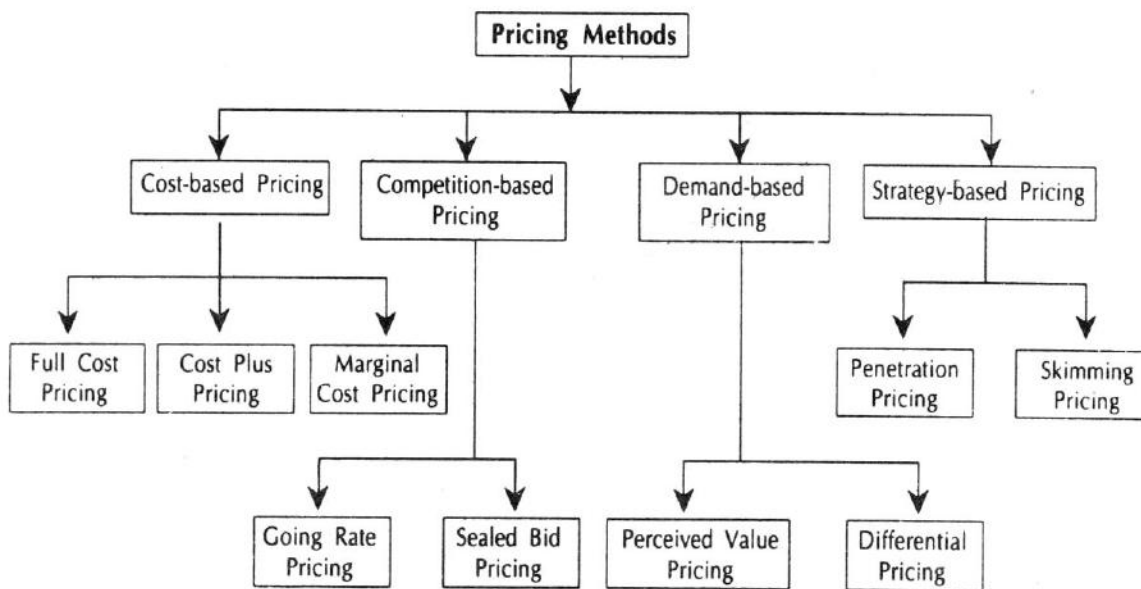 Pricing Methods
Cost-based Pricing
Competition-based
Pricing
Demand-based
Pricing
Strategy-based Pricing
Full Cost
Pricing
Cost Plus
Pricing
Marginal
Cost Pricing
Penetration
Pricing
Skimming
Pricing
Going Rate
Pricing
Sealed Bid
Pricing
Perceived Value
Pricing
Differential
Pricing